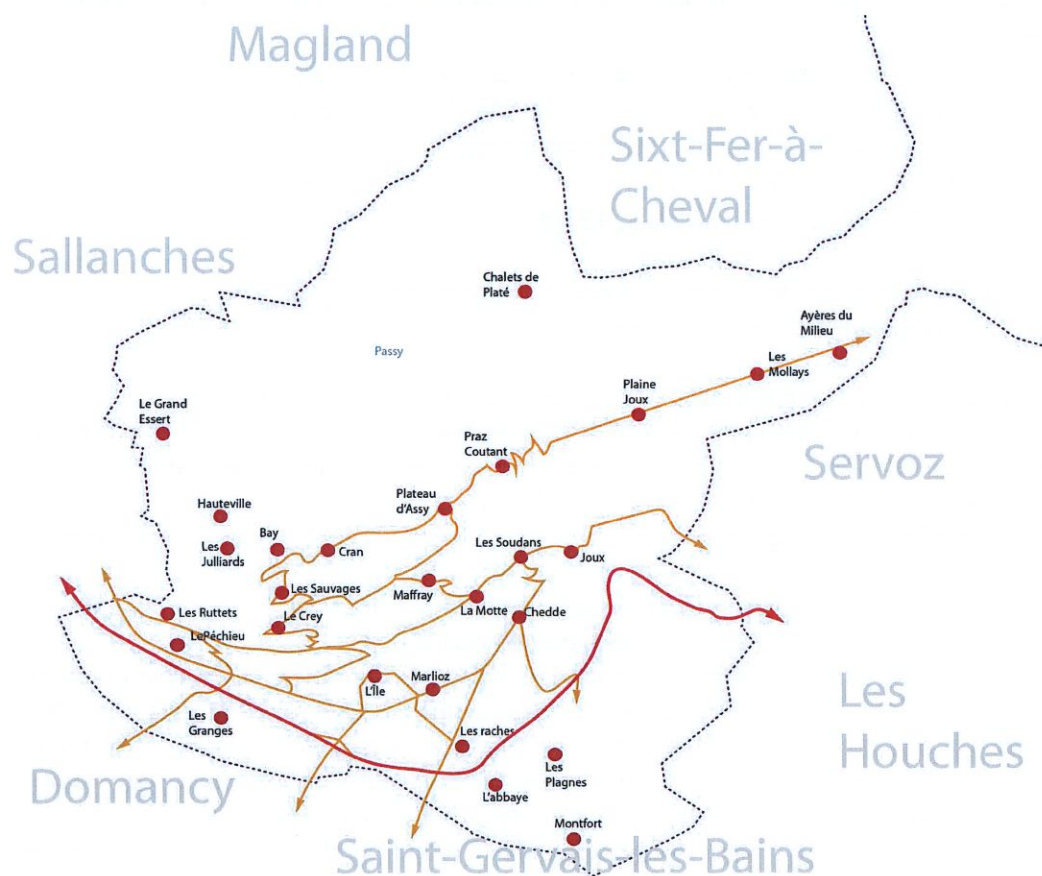 Magland
Sixt-Fer-à-
Cheval
Sallanches
Chalets de
Platé
Ayères du
Milieu
Passy
Les
Mollays
Plaine
Joux
Le Grand
Essert
Praz
Coutant
Servoz
Plateau
d'Assy
Hauteville
Bay
Les Soudans
Les
Julliards
Cran
Joux
Les Sauvages
Maffray
La Motte
Chedde
Les Ruttets
Le Crey
LePéchieu
L'Île
Marlioz
Les
Houches
Les
Granges
Les raches
Les
Plagnes
Domancy
L'abbaye
Montfort
Saint-Gervais-les-Bains